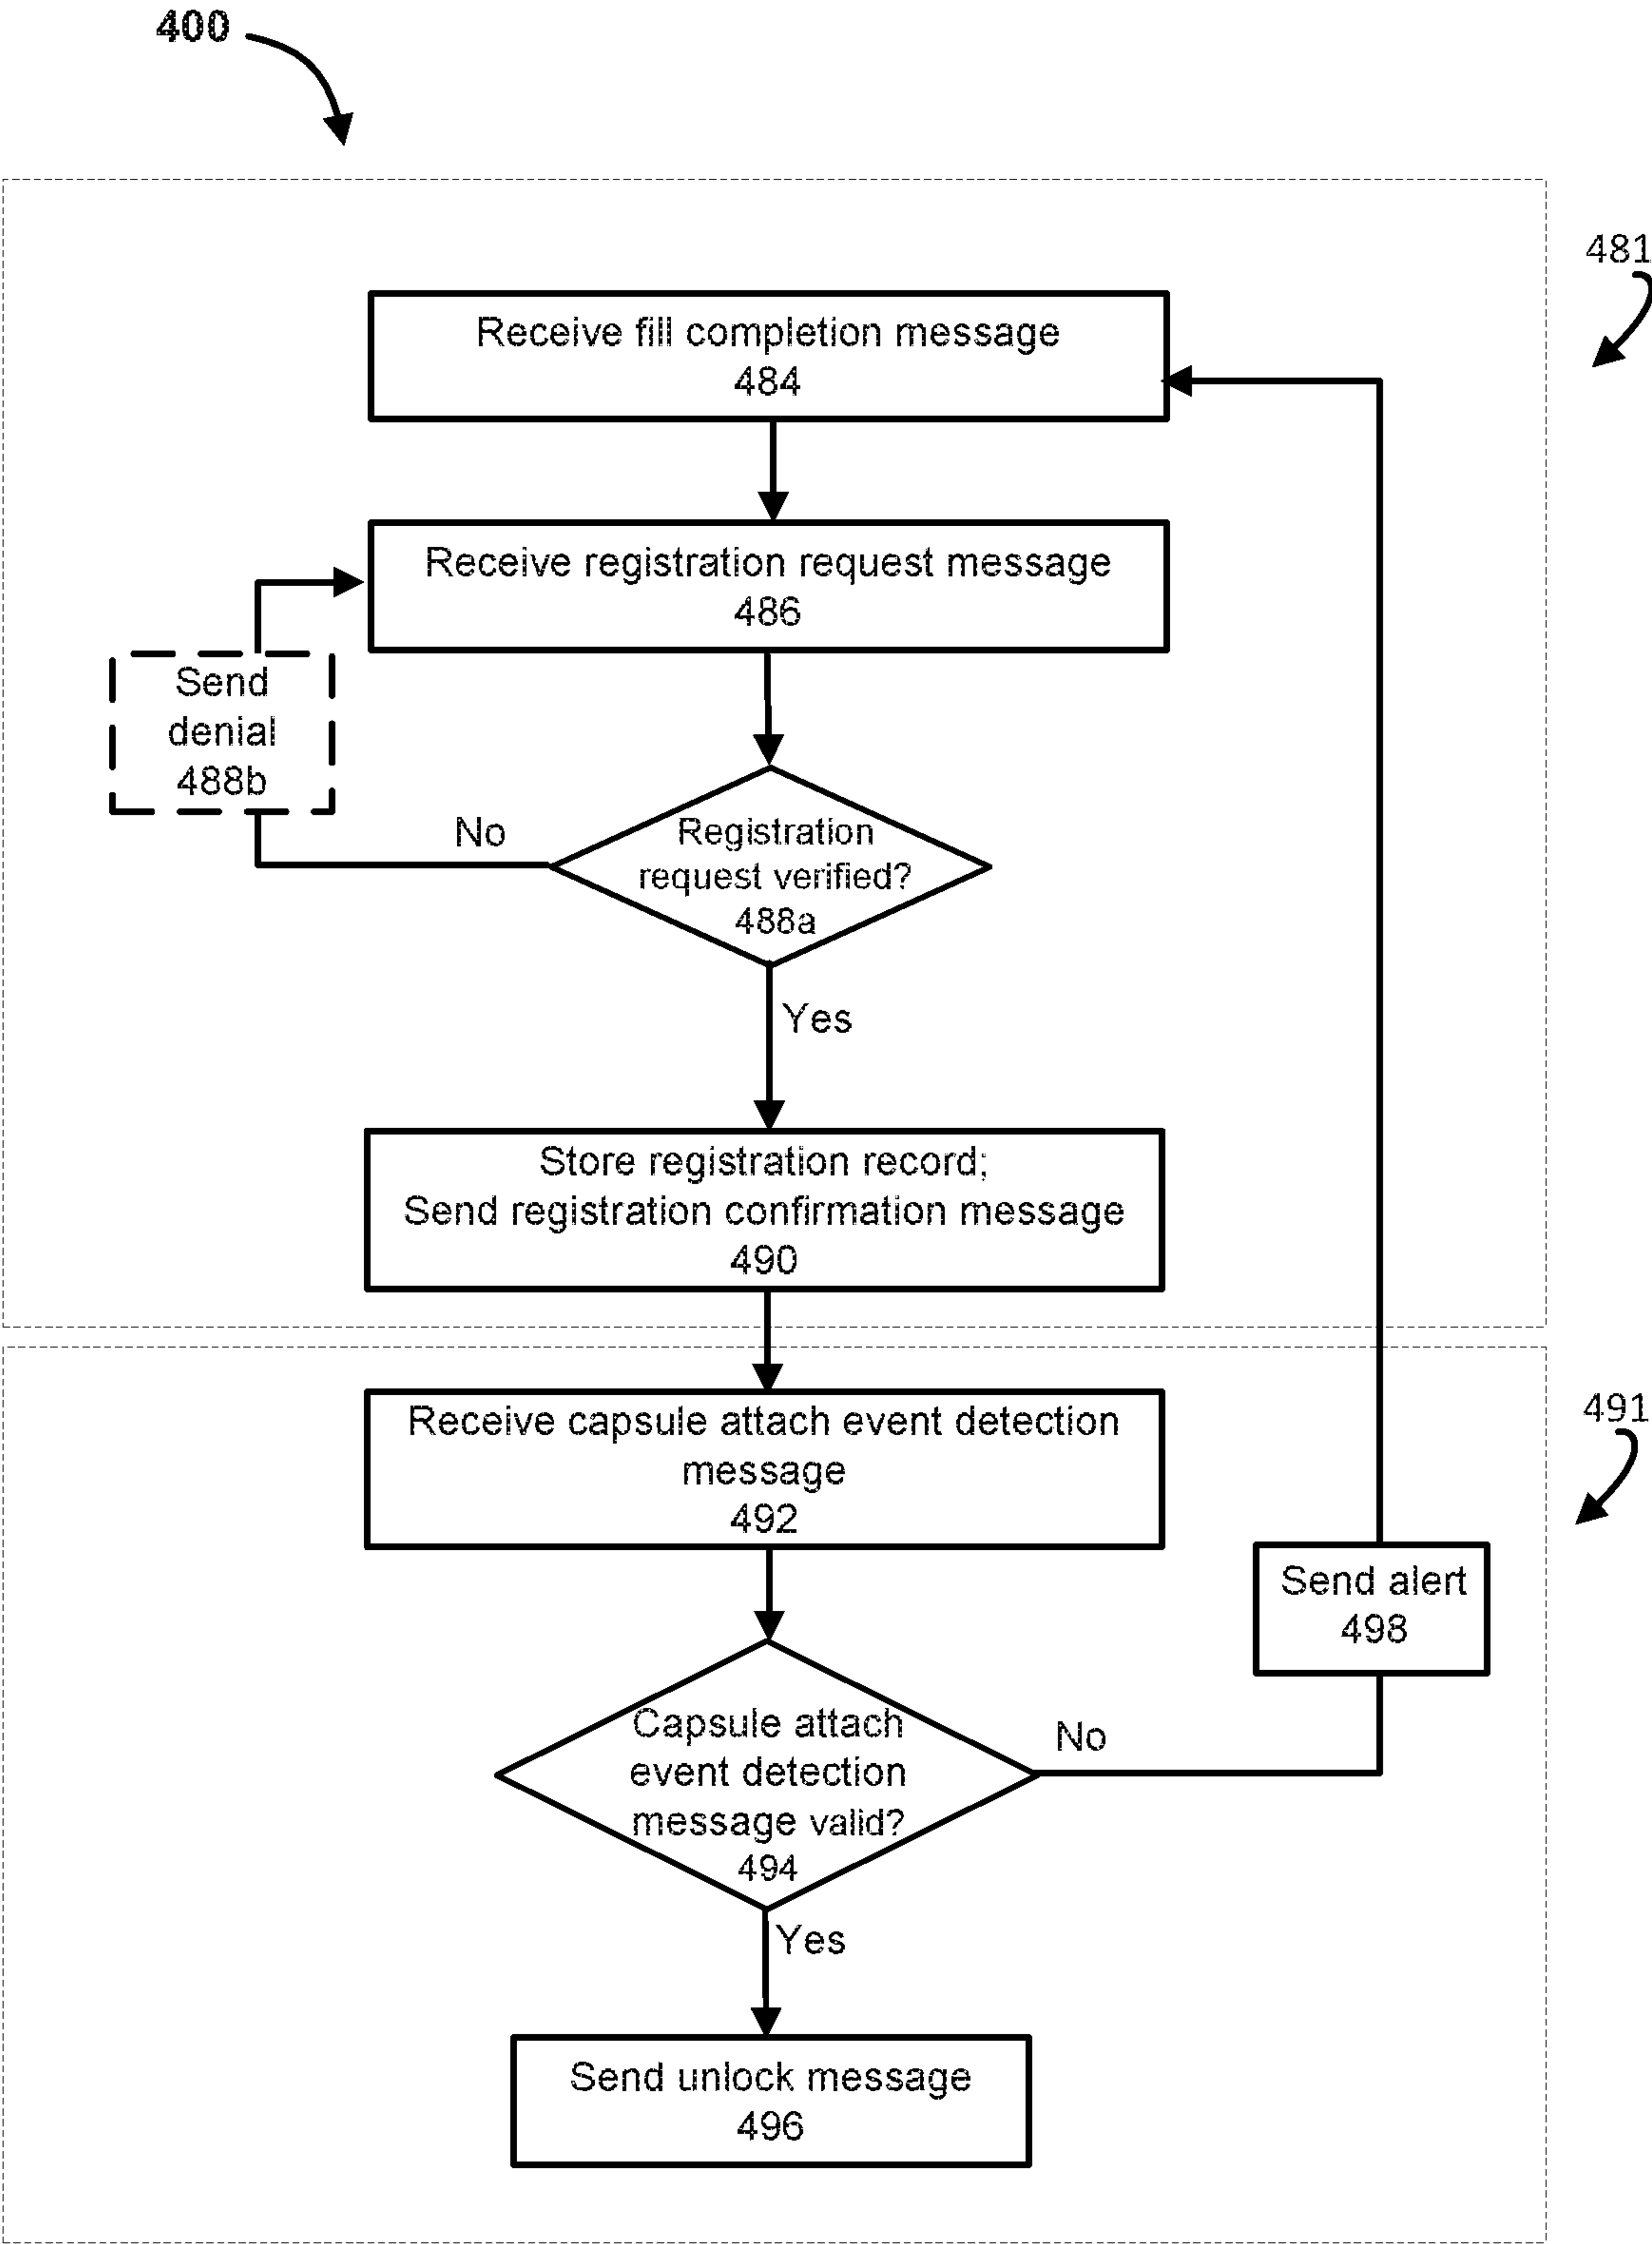 400
481
Receive fill completion message
484
Receive registration request message
486
Send
denial
488b
No
Registration
request verified?
488a
Yes
Store registration record;
Send registration confirmation message
490
491
Receive capsule attach event detection
message
492
Send alert
498
Capsule attach
event detection
message valid?
494
No
Yes
Send unlock message
496